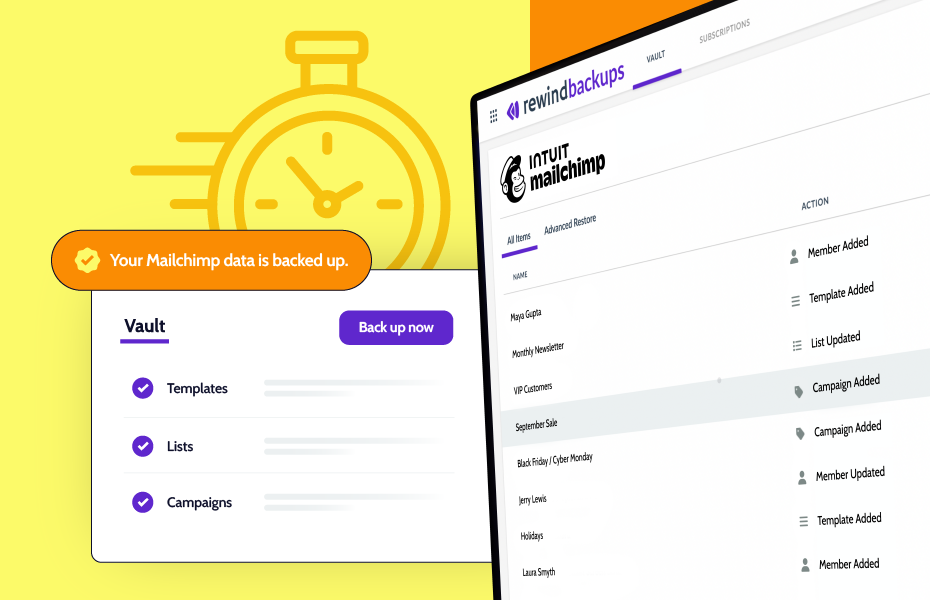 Your Mailchimp data is backed up.
Vault
Back up now
Templates
Lists
Campaigns
rewindbackups
VAULT
SUBSCRIPTIONS
INTUIT
mailchimp
All Items
Advanced Restore
NAME
ACTION
Maya Gupta
Member Added
Monthly Newsletter
Template Added
VIP Customers
List Updated
September Sale
Campaign Added
Black Friday / Cyber Monday
Campaign Added
Jerry Lewis
Member Updated
Holidays
Template Added
Laura Smyth
Member Added